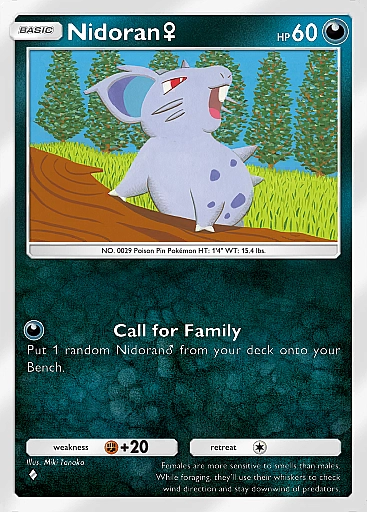 BASIC Nidoran♀ HP 60
NO. 0029 Poison Pin Pokémon HT: 1'4" WT: 15.4 lbs.
Call for Family
Put 1 random Nidoran♂ from your deck onto your
Bench.
weakness +20 retreat
Illus. Miki Tanaka
Females are more sensitive to smells than males.
While foraging, they'll use their whiskers to check
wind direction and stay downwind of predators.